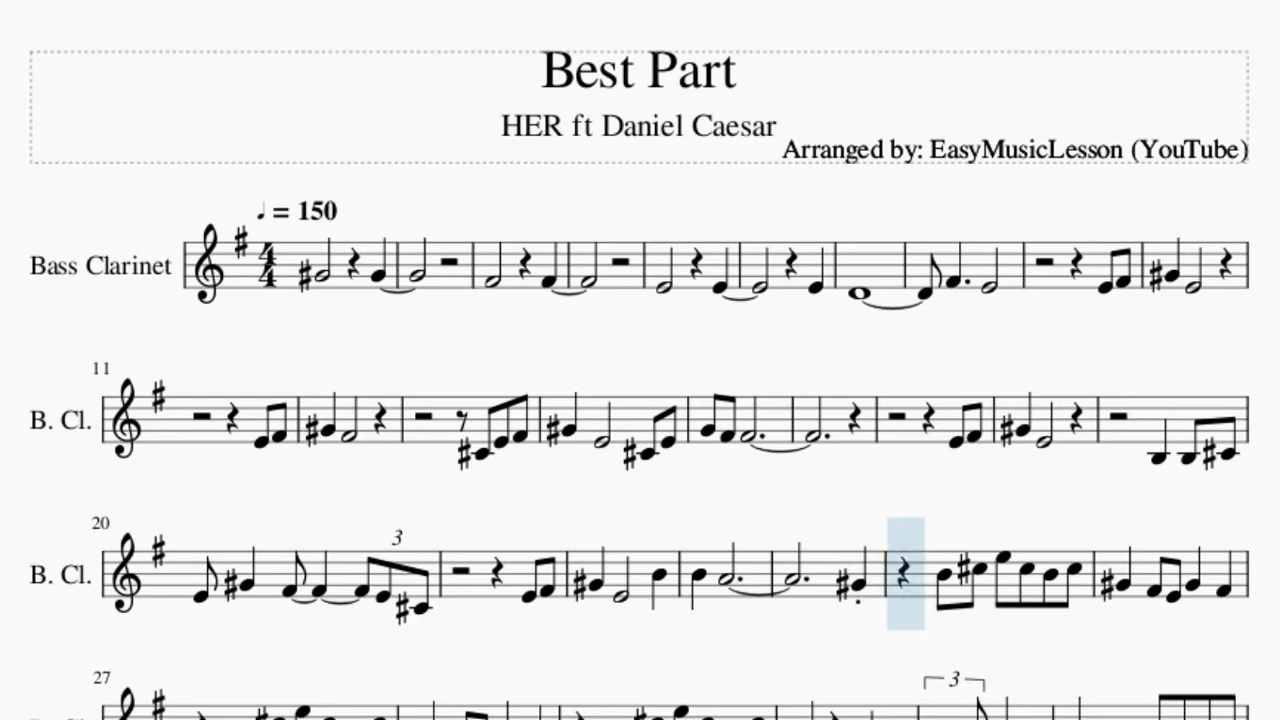 Best Part
HER ft Daniel Caesar
Arranged by: EasyMusicLesson (YouTube)
♩ = 150
Bass Clarinet
4
4
11
B. Cl.
20
3
B. Cl.
27
3